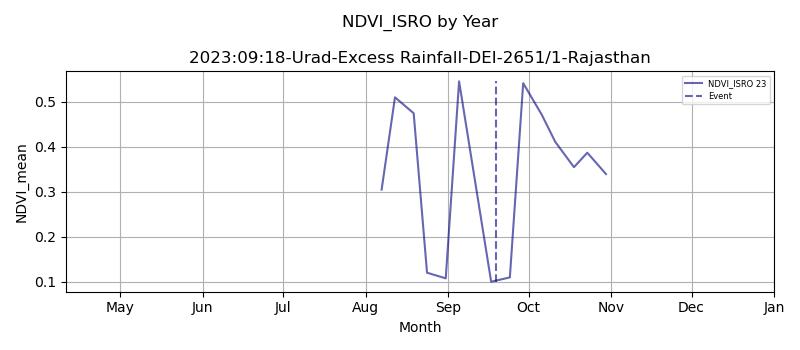 NDVI_ISRO by Year
2023:09:18-Urad-Excess Rainfall-DEI-2651/1-Rajasthan
NDVI_ISRO 23
Event
NDVI_mean
0.5
0.4
0.3
0.2
0.1
May Jun Jul Aug Sep Oct Nov Dec Jan
Month